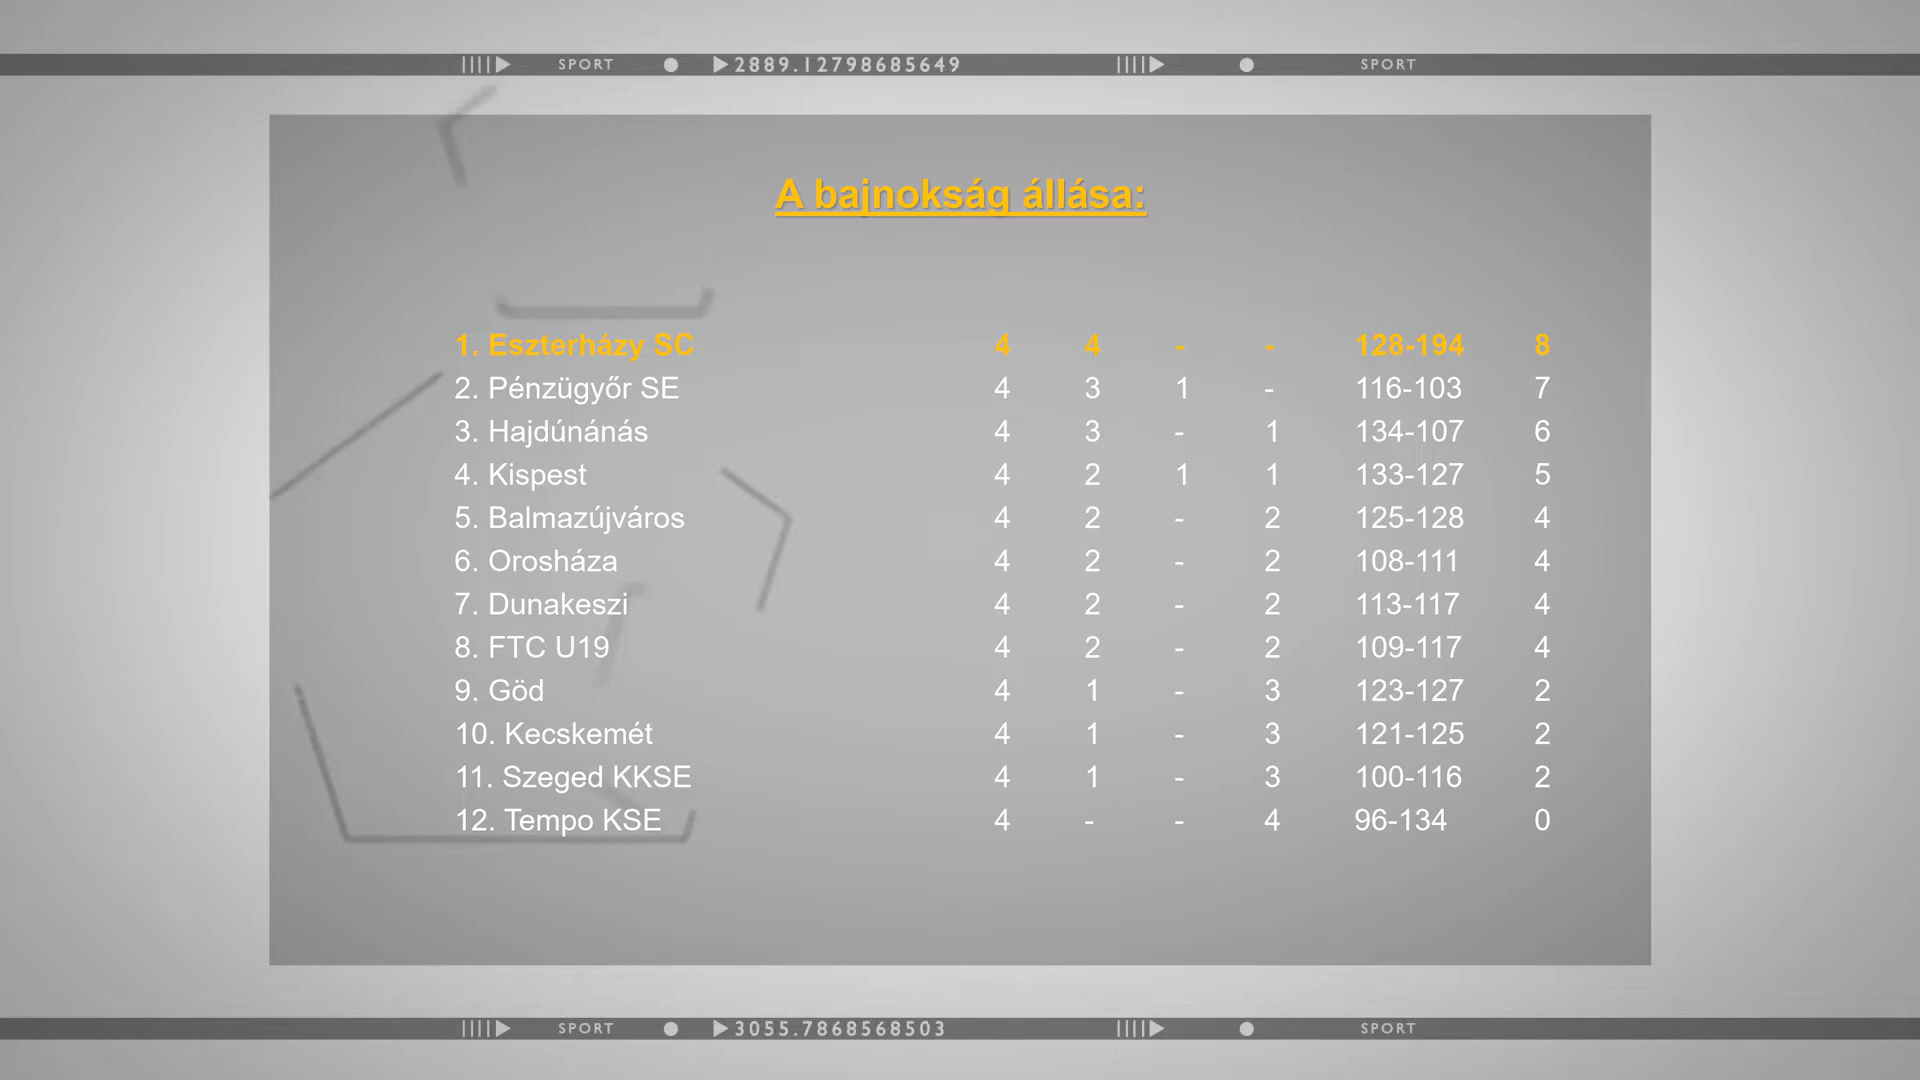 SPORT 2889.12798685649 SPORT
A bajnokság állása:
1. Eszterházy SC 4 4 - - 128-194 8
2. Pénzügyőr SE 4 3 1 - 116-103 7
3. Hajdúnánás 4 3 - 1 134-107 6
4. Kispest 4 2 1 1 133-127 5
5. Balmazújváros 4 2 - 2 125-128 4
6. Orosháza 4 2 - 2 108-111 4
7. Dunakeszi 4 2 - 2 113-117 4
8. FTC U19 4 2 - 2 109-117 4
9. Göd 4 1 - 3 123-127 2
10. Kecskemét 4 1 - 3 121-125 2
11. Szeged KKSE 4 1 - 3 100-116 2
12. Tempo KSE 4 - - 4 96-134 0
SPORT 3055.7868568503 SPORT